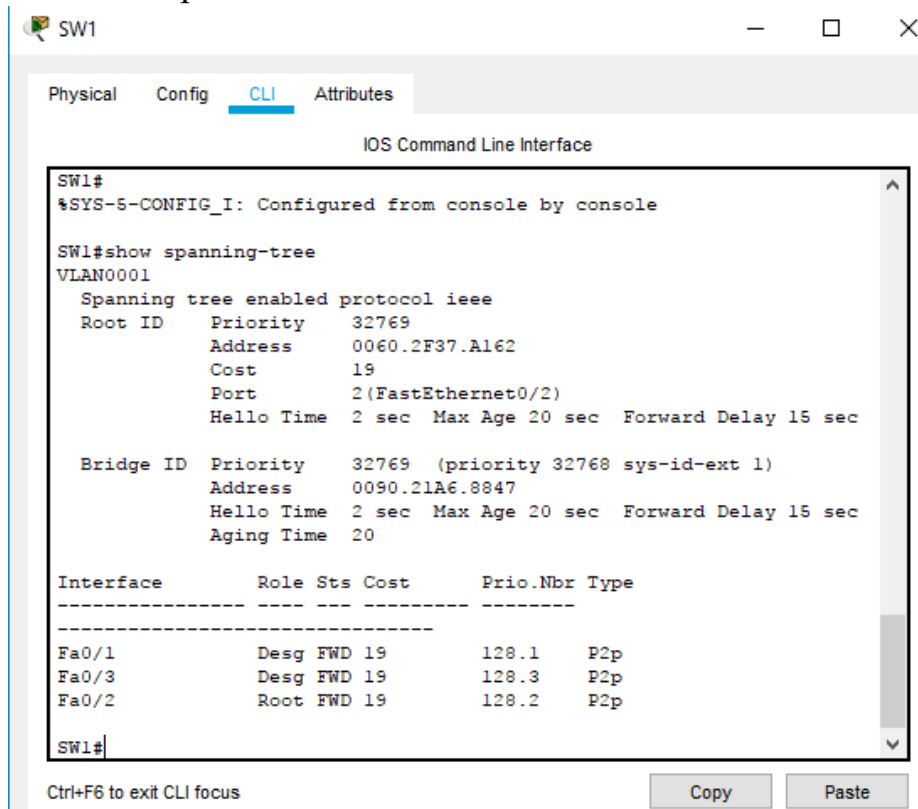 SW1
Physical Config CLI Attributes
IOS Command Line Interface
SW1#
%SYS-5-CONFIG_I: Configured from console by console
SW1#show spanning-tree
VLAN0001
Spanning tree enabled protocol ieee
Root ID Priority 32769
Address 0060.2F37.A162
Cost 19
Port 2(FastEthernet0/2)
Hello Time 2 sec Max Age 20 sec Forward Delay 15 sec
Bridge ID Priority 32769 (priority 32768 sys-id-ext 1)
Address 0090.21A6.8847
Hello Time 2 sec Max Age 20 sec Forward Delay 15 sec
Aging Time 20
Interface Role Sts Cost Prio.Nbr Type
---------------- ---- --- --------- --------
--------------------------------
Fa0/1 Desg FWD 19 128.1 P2p
Fa0/3 Desg FWD 19 128.3 P2p
Fa0/2 Root FWD 19 128.2 P2p
SW1#
Ctrl+F6 to exit CLI focus Copy Paste